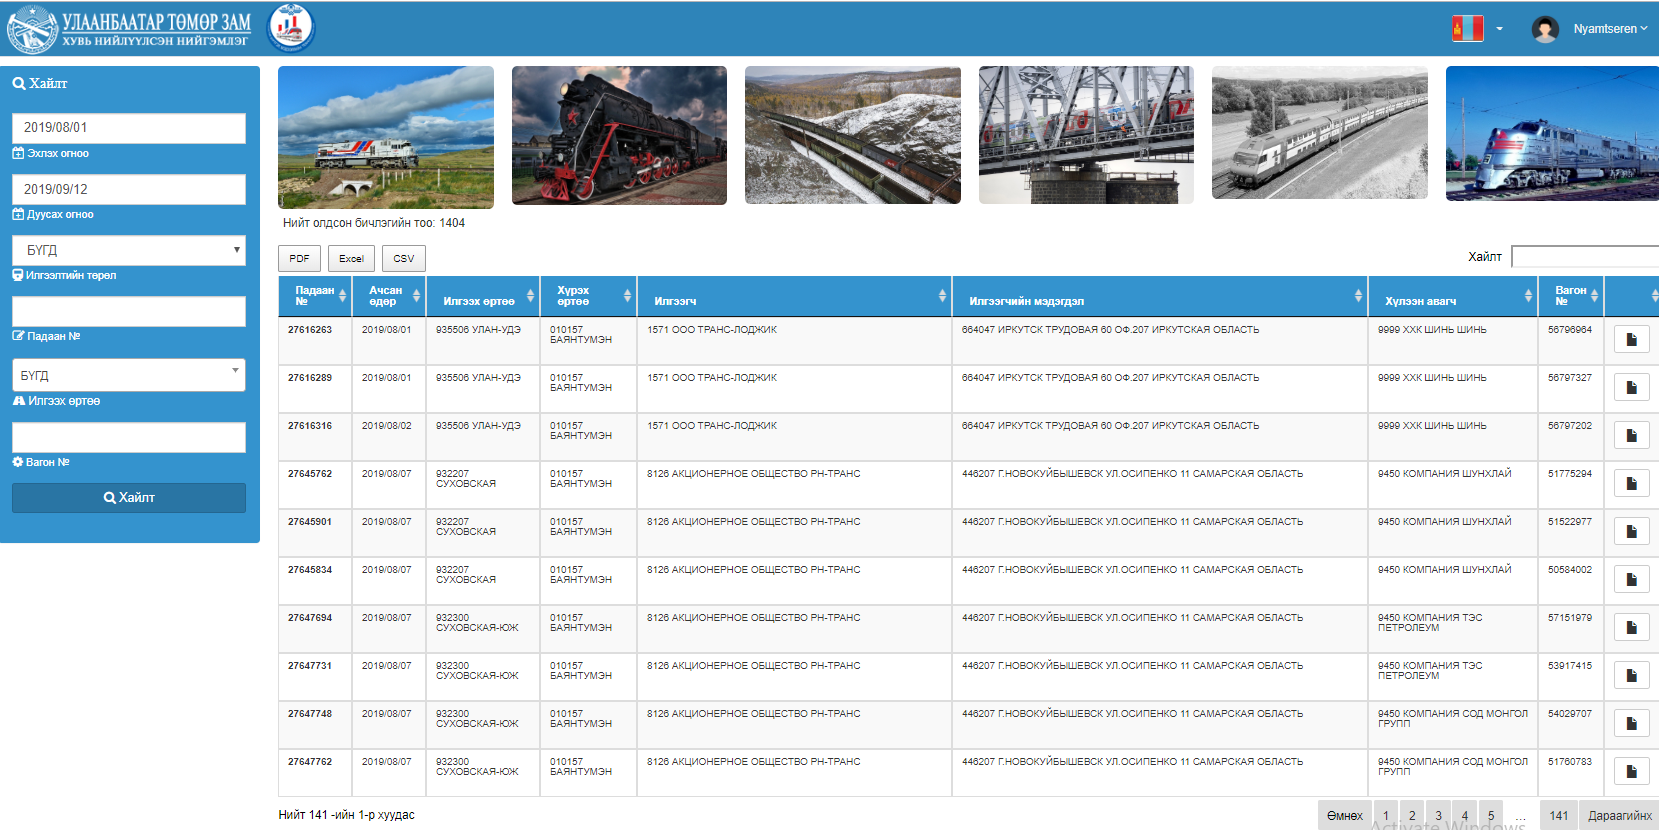 УЛААНБААТАР ТӨМӨР ЗАМ
ХУВЬ НИЙЛҮҮЛСЭН НИЙГЭМЛЭГ
Nyamtseren
Хайлт
2019/08/01
Эхлэх огноо
2019/09/12
Дуусах огноо
БҮГД
Илгээлтийн төрөл
Падаан №
БҮГД
Илгээх өртөө
Вагон №
Хайлт
Нийт олдсон бичлэгийн тоо: 1404
PDF Excel CSV
Хайлт
Падаан № Ачсан өдөр Илгээх өртөө Хүрэх өртөө Илгээгч Илгээгчийн мэдэгдэл Хүлээн авагч Вагон №
27616263 2019/08/01 935506 УЛАН-УДЭ 010157 БАЯНТУМЭН 1571 ООО ТРАНС-ЛОДЖИК 664047 ИРКУТСК ТРУДОВАЯ 60 ОФ.207 ИРКУТСКАЯ ОБЛАСТЬ 9999 ХХК ШИНЬ ШИНЬ 56796964
27616289 2019/08/01 935506 УЛАН-УДЭ 010157 БАЯНТУМЭН 1571 ООО ТРАНС-ЛОДЖИК 664047 ИРКУТСК ТРУДОВАЯ 60 ОФ.207 ИРКУТСКАЯ ОБЛАСТЬ 9999 ХХК ШИНЬ ШИНЬ 56797327
27616316 2019/08/02 935506 УЛАН-УДЭ 010157 БАЯНТУМЭН 1571 ООО ТРАНС-ЛОДЖИК 664047 ИРКУТСК ТРУДОВАЯ 60 ОФ.207 ИРКУТСКАЯ ОБЛАСТЬ 9999 ХХК ШИНЬ ШИНЬ 56797202
27645762 2019/08/07 932207 СУХОВСКАЯ 010157 БАЯНТУМЭН 8126 АКЦИОНЕРНОЕ ОБЩЕСТВО РН-ТРАНС 446207 Г.НОВОКУЙБЫШЕВСК УЛ.ОСИПЕНКО 11 САМАРСКАЯ ОБЛАСТЬ 9450 КОМПАНИЯ ШУНХЛАЙ 51775294
27645901 2019/08/07 932207 СУХОВСКАЯ 010157 БАЯНТУМЭН 8126 АКЦИОНЕРНОЕ ОБЩЕСТВО РН-ТРАНС 446207 Г.НОВОКУЙБЫШЕВСК УЛ.ОСИПЕНКО 11 САМАРСКАЯ ОБЛАСТЬ 9450 КОМПАНИЯ ШУНХЛАЙ 51522977
27645834 2019/08/07 932207 СУХОВСКАЯ 010157 БАЯНТУМЭН 8126 АКЦИОНЕРНОЕ ОБЩЕСТВО РН-ТРАНС 446207 Г.НОВОКУЙБЫШЕВСК УЛ.ОСИПЕНКО 11 САМАРСКАЯ ОБЛАСТЬ 9450 КОМПАНИЯ ШУНХЛАЙ 50584002
27647694 2019/08/07 932300 СУХОВСКАЯ-ЮЖ 010157 БАЯНТУМЭН 8126 АКЦИОНЕРНОЕ ОБЩЕСТВО РН-ТРАНС 446207 Г.НОВОКУЙБЫШЕВСК УЛ.ОСИПЕНКО 11 САМАРСКАЯ ОБЛАСТЬ 9450 КОМПАНИЯ ТЭС ПЕТРОЛЕУМ 57151979
27647731 2019/08/07 932300 СУХОВСКАЯ-ЮЖ 010157 БАЯНТУМЭН 8126 АКЦИОНЕРНОЕ ОБЩЕСТВО РН-ТРАНС 446207 Г.НОВОКУЙБЫШЕВСК УЛ.ОСИПЕНКО 11 САМАРСКАЯ ОБЛАСТЬ 9450 КОМПАНИЯ ТЭС ПЕТРОЛЕУМ 53917415
27647748 2019/08/07 932300 СУХОВСКАЯ-ЮЖ 010157 БАЯНТУМЭН 8126 АКЦИОНЕРНОЕ ОБЩЕСТВО РН-ТРАНС 446207 Г.НОВОКУЙБЫШЕВСК УЛ.ОСИПЕНКО 11 САМАРСКАЯ ОБЛАСТЬ 9450 КОМПАНИЯ СОД МОНГОЛ ГРУПП 54029707
27647762 2019/08/07 932300 СУХОВСКАЯ-ЮЖ 010157 БАЯНТУМЭН 8126 АКЦИОНЕРНОЕ ОБЩЕСТВО РН-ТРАНС 446207 Г.НОВОКУЙБЫШЕВСК УЛ.ОСИПЕНКО 11 САМАРСКАЯ ОБЛАСТЬ 9450 КОМПАНИЯ СОД МОНГОЛ ГРУПП 51760783
Нийт 141 -ийн 1-р хуудас
Өмнөх 1 2 3 4 5 ... 141 Дараагийнх
Activate Windows